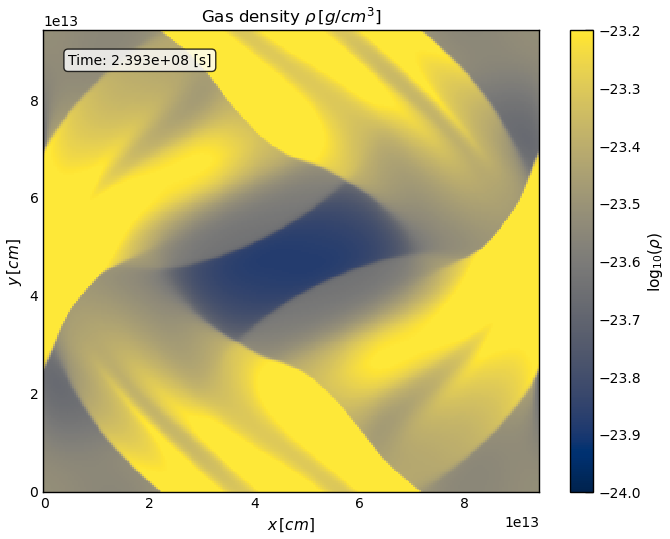 Gas density ρ [g/cm³]
1e13
Time: 2.393e+08 [s]
8
6
4
2
0
y [cm]
0 2 4 6 8
1e13
x [cm]
−23.2
−23.3
−23.4
−23.5
−23.6
−23.7
−23.8
−23.9
−24.0
log₁₀(ρ)